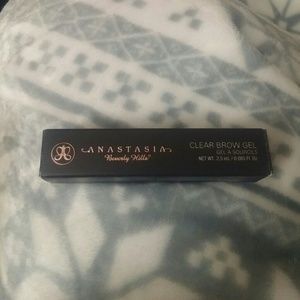 ANASTASIA
Beverly Hills
CLEAR BROW GEL
GEL À SOURCILS
NET WT. 2.5 mL / 0.085 Fl. Oz